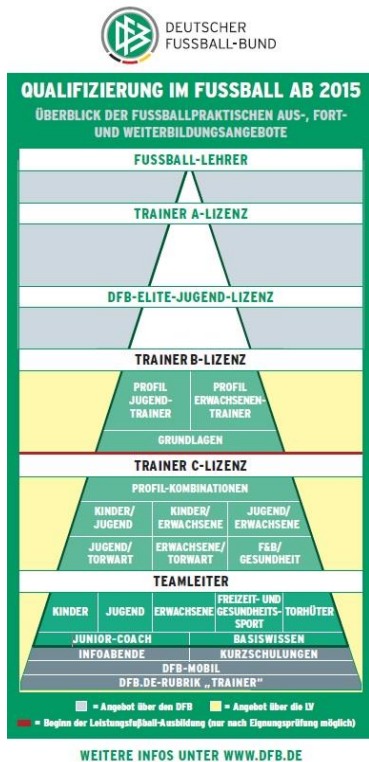 DEUTSCHER
FUSSBALL-BUND
QUALIFIZIERUNG IM FUSSBALL AB 2015
ÜBERBLICK DER FUSSBALLPRAKTISCHEN AUS-, FORT-
UND WEITERBILDUNGSANGEBOTE
FUSSBALL-LEHRER
TRAINER A-LIZENZ
DFB-ELITE-JUGEND-LIZENZ
TRAINER B-LIZENZ
PROFIL
JUGEND-
TRAINER
PROFIL
ERWACHSENEN-
TRAINER
GRUNDLAGEN
TRAINER C-LIZENZ
PROFIL-KOMBINATIONEN
KINDER/
JUGEND
KINDER/
ERWACHSENE
JUGEND/
ERWACHSENE
JUGEND/
TORWART
ERWACHSENE/
TORWART
F&B/
GESUNDHEIT
TEAMLEITER
KINDER
JUGEND
ERWACHSENE
FREIZEIT- UND
GESUNDHEITS-
SPORT
TORHÜTER
JUNIOR-COACH
BASISWISSEN
INFOABENDE
KURZSCHULUNGEN
DFB-MOBIL
DFB.DE-RUBRIK „TRAINER"
= Angebot über den DFB
= Angebot über die LV
= Beginn der Leistungsfußball-Ausbildung (nur nach Eignungsprüfung möglich)
WEITERE INFOS UNTER WWW.DFB.DE